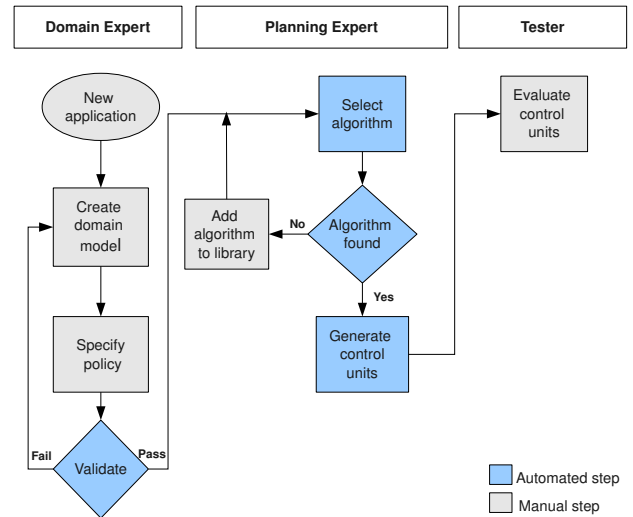 Domain Expert
Planning Expert
Tester
New
application
Create
domain
model
Specify
policy
Validate
Fail
Pass
Select
algorithm
Algorithm
found
No
Yes
Add
algorithm
to library
Generate
control
units
Evaluate
control
units
Automated step
Manual step